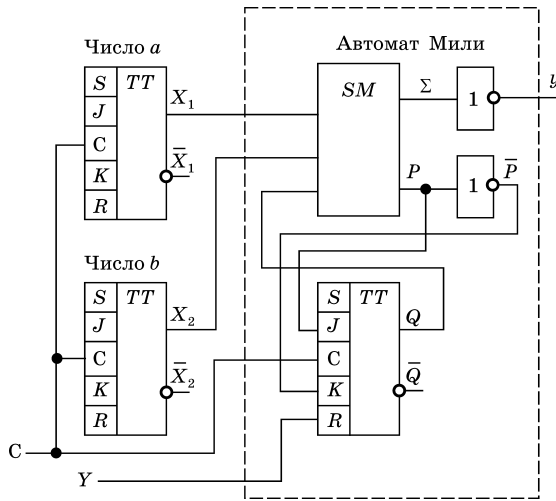 Число a
Автомат Мили
S TT
J
C
K
R
X₁
X̄₁
SM
Σ
1
y
P
1
P̄
Число b
S TT
J
C
K
R
X₂
X̄₂
S TT
J
C
K
R
Q
Q̄
C
Y